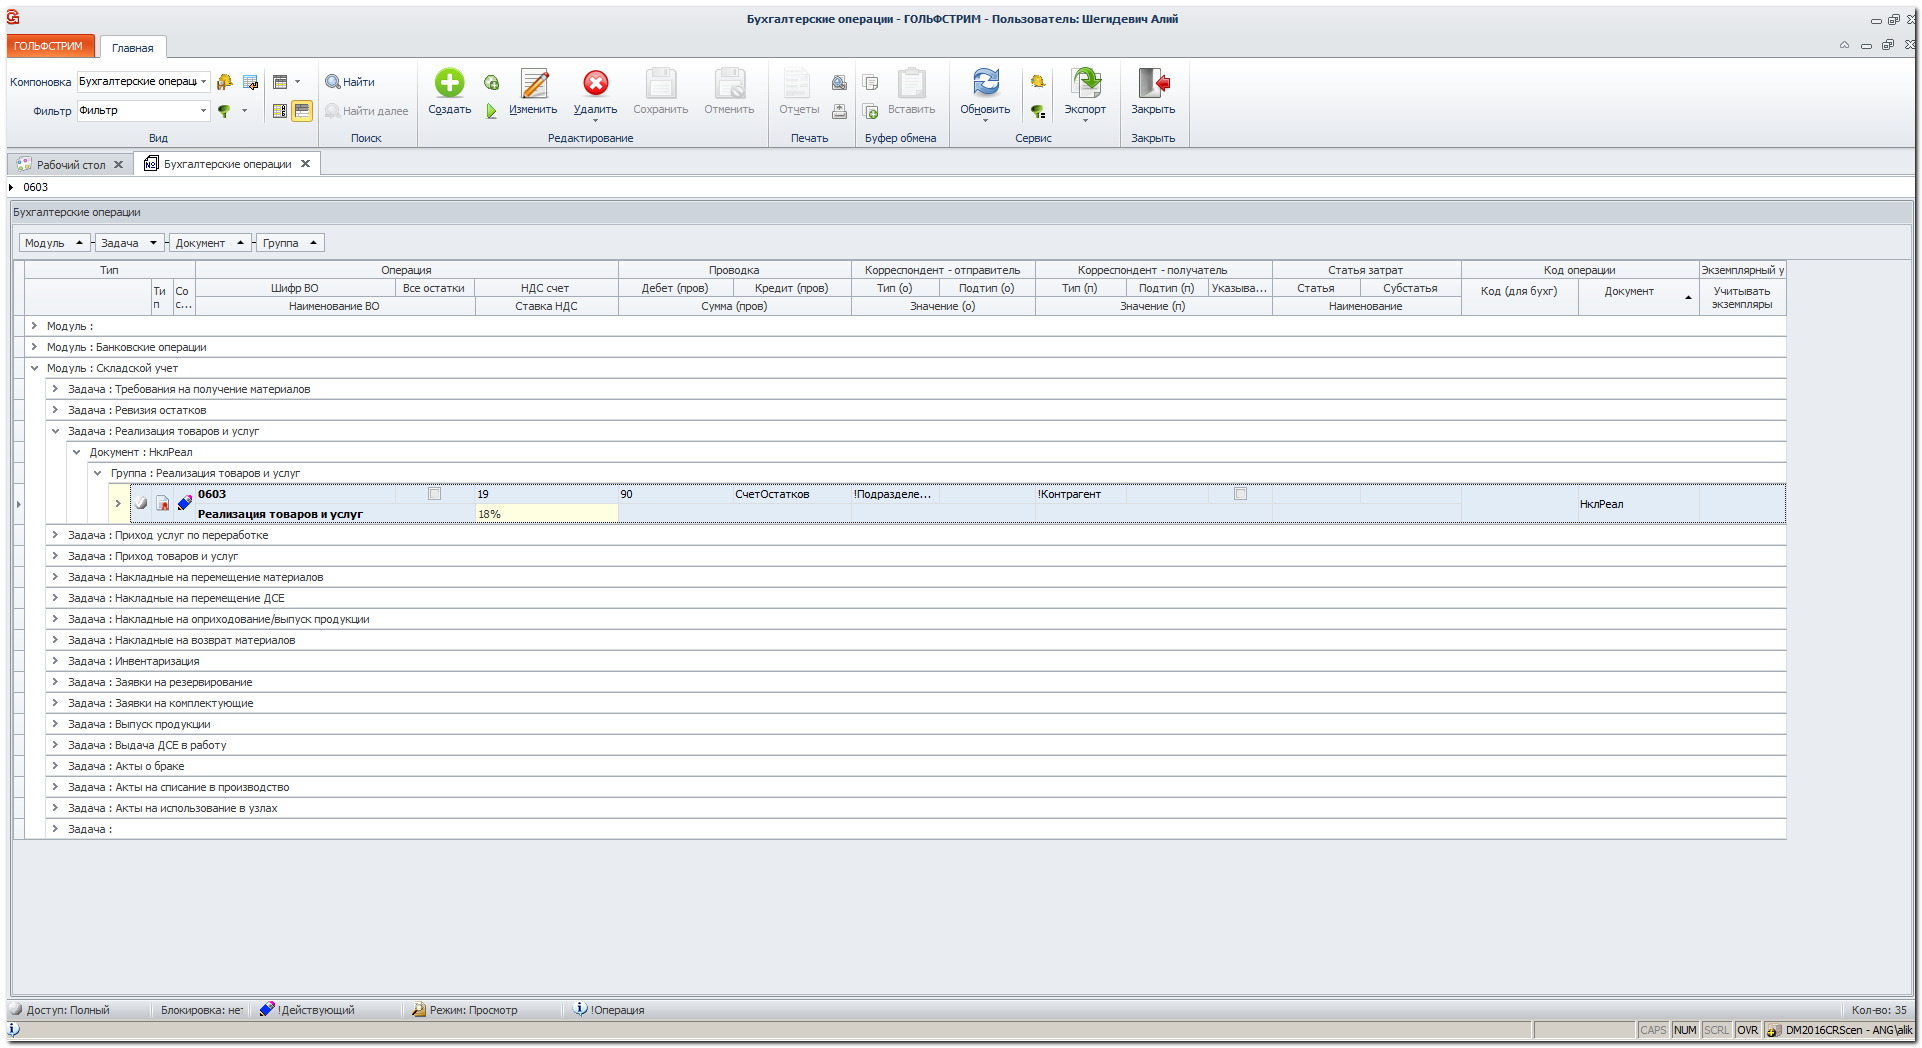 Бухгалтерские операции - ГОЛЬФСТРИМ - Пользователь: Шегидевич Алий
ГОЛЬФСТРИМ Главная
Компоновка Бухгалтерские операц
Фильтр Фильтр
Вид
Найти
Найти далее
Поиск
Создать Изменить Удалить Сохранить Отменить
Редактирование
Отчеты
Печать
Вставить
Буфер обмена
Обновить Экспорт
Сервис
Закрыть
Закрыть
Рабочий стол Бухгалтерские операции
0603
Бухгалтерские операции
Модуль Задача Документ Группа
Тип Операция Проводка Корреспондент - отправитель Корреспондент - получатель Статья затрат Код операции Экземплярный у
Ти п Со с... Шифр ВО Все остатки НДС счет Дебет (пров) Кредит (пров) Тип (о) Подтип (о) Тип (п) Подтип (п) Указыва... Статья Субстатья Код (для бухг) Документ Учитывать экземпляры
Наименование ВО Ставка НДС Сумма (пров) Значение (о) Значение (п) Наименование
Модуль :
Модуль : Банковские операции
Модуль : Складской учет
Задача : Требования на получение материалов
Задача : Ревизия остатков
Задача : Реализация товаров и услуг
Документ : НклРеал
Группа : Реализация товаров и услуг
0603 19 90 СчетОстатков !Подразделе... !Контрагент
Реализация товаров и услуг 18% НклРеал
Задача : Приход услуг по переработке
Задача : Приход товаров и услуг
Задача : Накладные на перемещение материалов
Задача : Накладные на перемещение ДСЕ
Задача : Накладные на оприходование/выпуск продукции
Задача : Накладные на возврат материалов
Задача : Инвентаризация
Задача : Заявки на резервирование
Задача : Заявки на комплектующие
Задача : Выпуск продукции
Задача : Выдача ДСЕ в работу
Задача : Акты о браке
Задача : Акты на списание в производство
Задача : Акты на использование в узлах
Задача :
Доступ: Полный Блокировка: нет !Действующий Режим: Просмотр !Операция Кол-во: 35
CAPS NUM SCRL OVR DM2016CRScen - ANG\alik